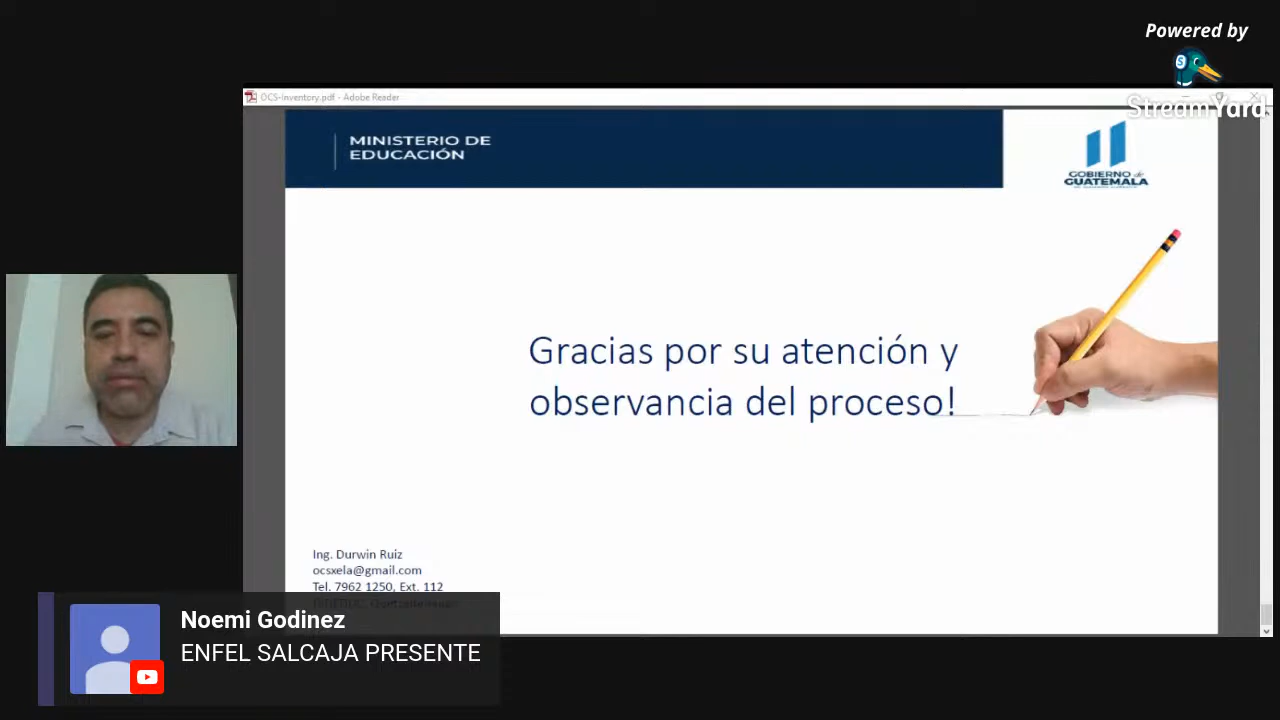 Powered by
StreamYard
OCS-Inventory.pdf - Adobe Reader
MINISTERIO DE
EDUCACIÓN
GOBIERNO de
GUATEMALA
Gracias por su atención y
observancia del proceso!
Ing. Durwin Ruiz
ocsxela@gmail.com
Tel. 7962 1250, Ext. 112
Noemi Godinez
ENFEL SALCAJA PRESENTE